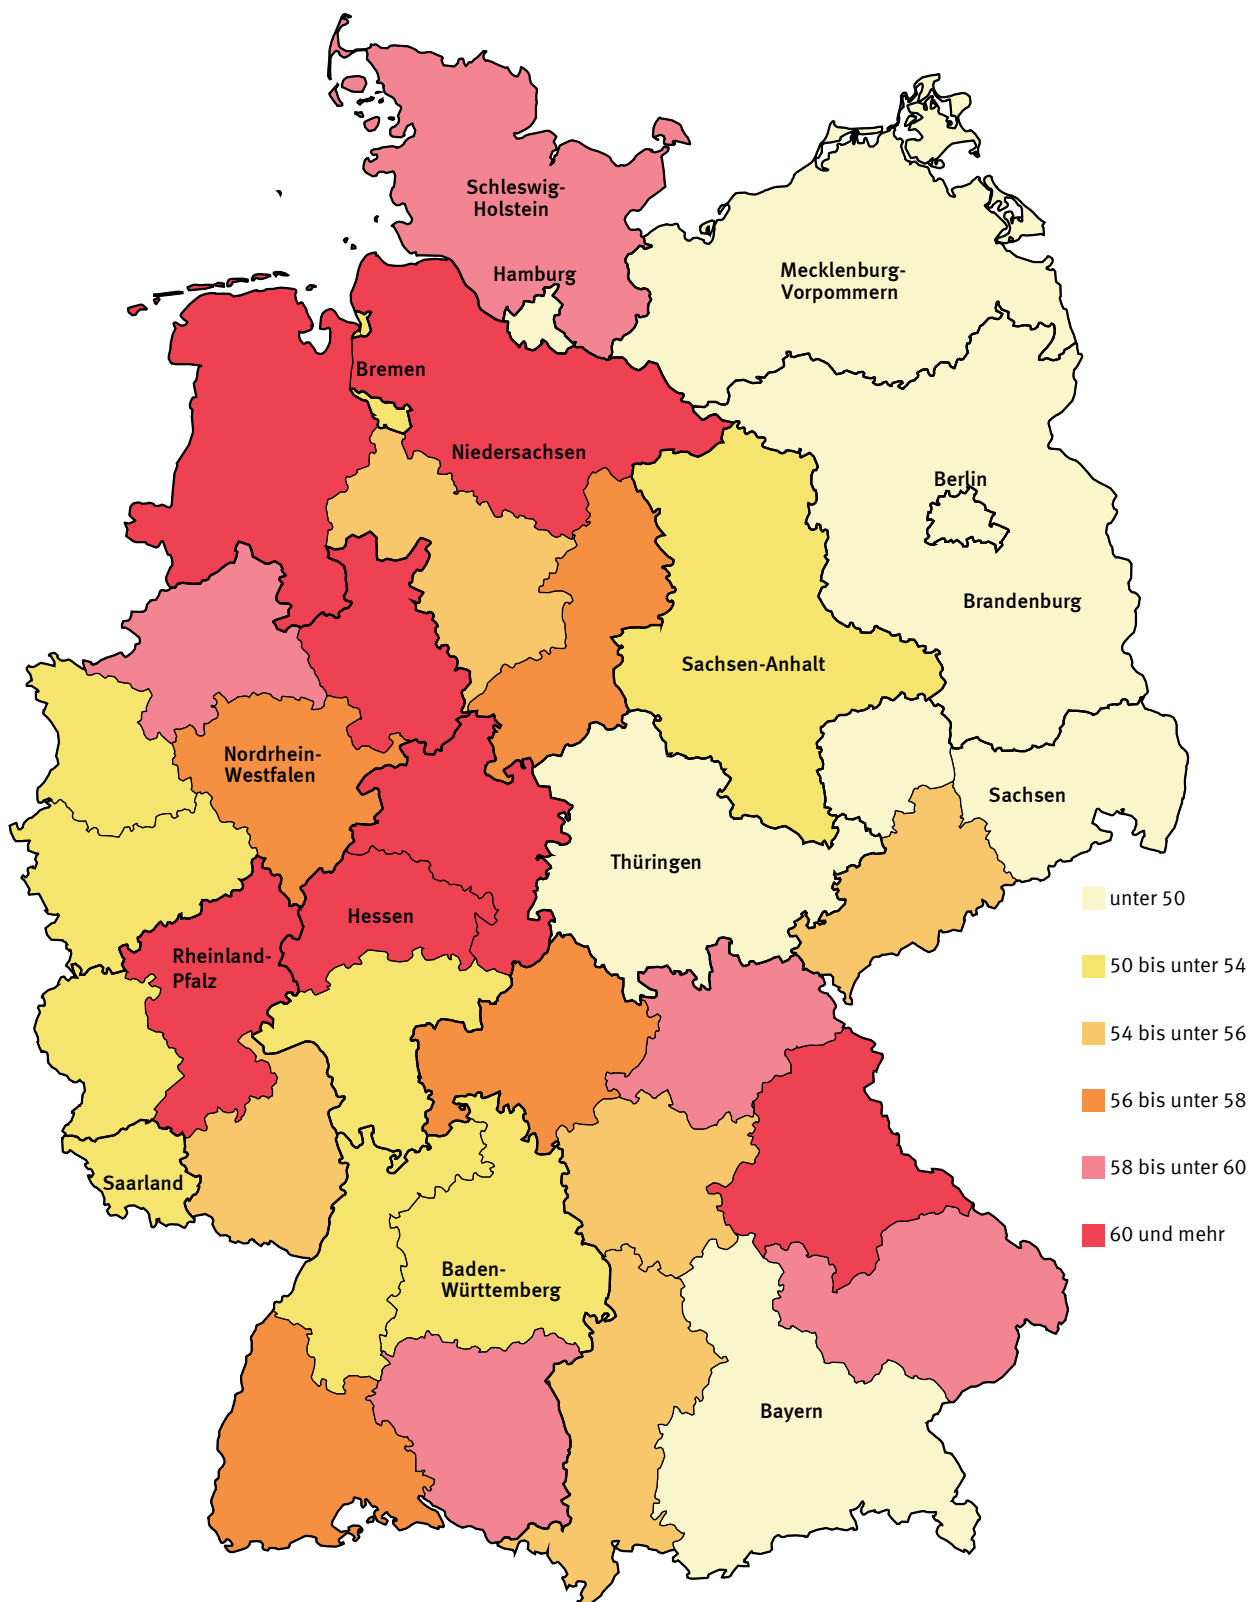 Schleswig-
Holstein
Hamburg
Mecklenburg-
Vorpommern
Bremen
Niedersachsen
Berlin
Brandenburg
Sachsen-Anhalt
Nordrhein-
Westfalen
Sachsen
Thüringen
Hessen
Rheinland-
Pfalz
Saarland
Baden-
Württemberg
Bayern
unter 50
50 bis unter 54
54 bis unter 56
56 bis unter 58
58 bis unter 60
60 und mehr